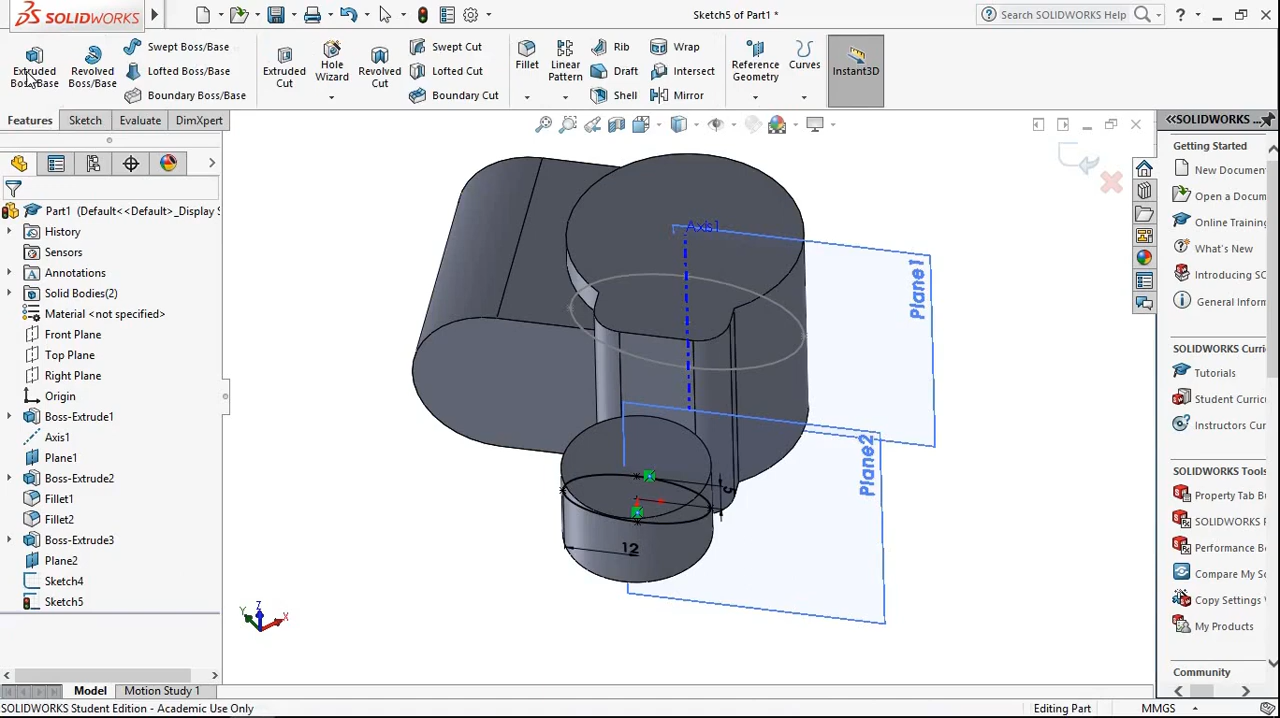 SOLIDWORKS
Sketch5 of Part1 *
Search SOLIDWORKS Help
?
Extruded Boss/Base
Revolved Boss/Base
Swept Boss/Base
Lofted Boss/Base
Boundary Boss/Base
Extruded Cut
Hole Wizard
Revolved Cut
Swept Cut
Lofted Cut
Boundary Cut
Fillet
Linear Pattern
Rib
Draft
Shell
Wrap
Intersect
Mirror
Reference Geometry
Curves
Instant3D
Features
Sketch
Evaluate
DimXpert
Part1 (Default<<Default>_Display S
History
Sensors
Annotations
Solid Bodies(2)
Material <not specified>
Front Plane
Top Plane
Right Plane
Origin
Boss-Extrude1
Axis1
Plane1
Boss-Extrude2
Fillet1
Fillet2
Boss-Extrude3
Plane2
Sketch4
Sketch5
Axis1
Plane1
Plane2
12
5
Z
Y
X
SOLIDWORKS ...
Getting Started
New Documen
Open a Docum
Online Training
What's New
Introducing SO
General Inform
SOLIDWORKS Curric
Tutorials
Student Curric
Instructors Cur
SOLIDWORKS Tools
Property Tab B
SOLIDWORKS R
Performance B
Compare My Sc
Copy Settings W
My Products
Community
Model
Motion Study 1
SOLIDWORKS Student Edition - Academic Use Only
Editing Part
MMGS